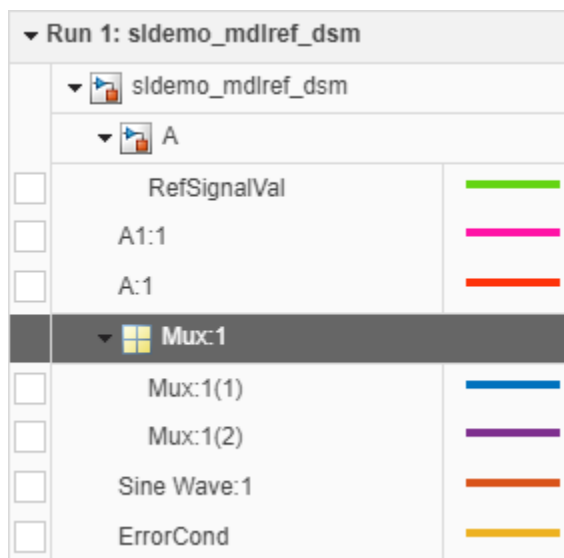 Run 1: sldemo_mdlref_dsm
sldemo_mdlref_dsm
A
RefSignalVal
A1:1
A:1
Mux:1
Mux:1(1)
Mux:1(2)
Sine Wave:1
ErrorCond